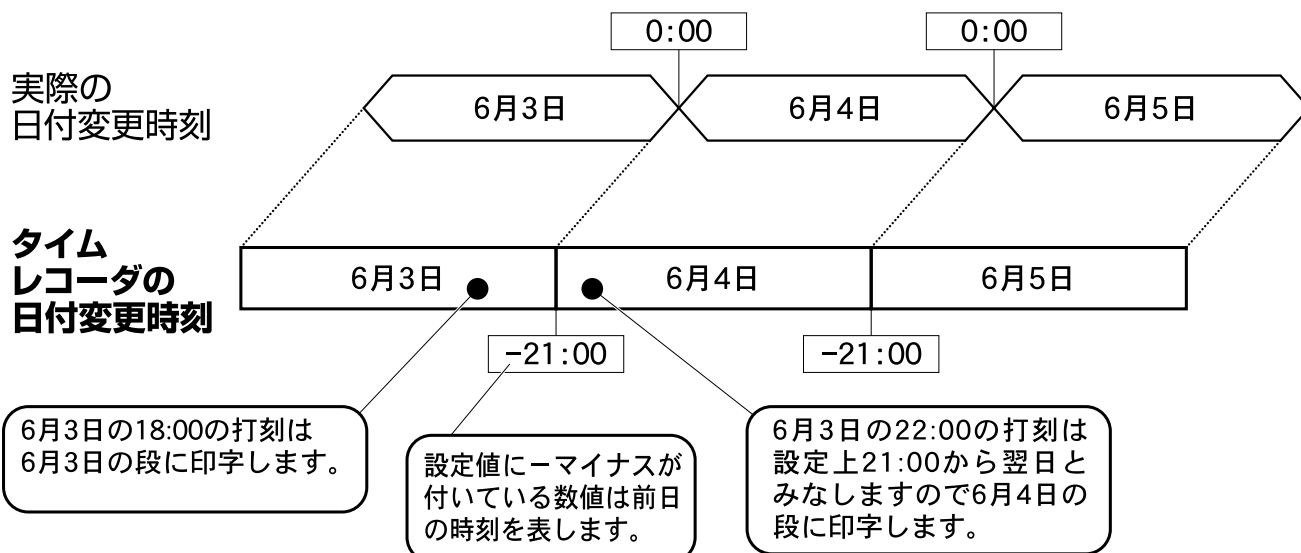 0:00
0:00
実際の
日付変更時刻
6月3日
6月4日
6月5日
タイム
レコーダの
日付変更時刻
6月3日
6月4日
6月5日
−21:00
−21:00
6月3日の18:00の打刻は
6月3日の段に印字します。
設定値に−マイナスが
付いている数値は前日
の時刻を表します。
6月3日の22:00の打刻は
設定上21:00から翌日と
みなしますので6月4日の
段に印字します。